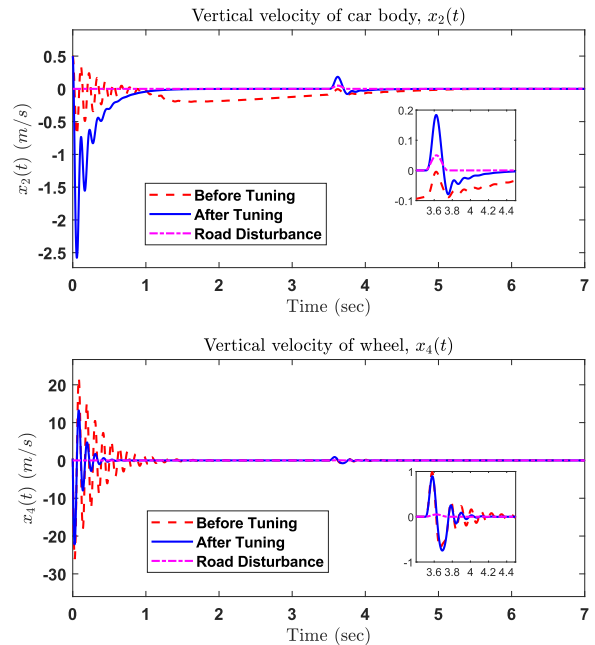 Vertical velocity of car body, x₂(t)
x₂(t) (m/s)
0.5
0
-0.5
-1
-1.5
-2
-2.5
0.2
0.1
0
-0.1
3.6 3.8 4 4.2 4.4
Before Tuning
After Tuning
Road Disturbance
0 1 2 3 4 5 6 7
Time (sec)
Vertical velocity of wheel, x₄(t)
x₄(t) (m/s)
20
10
0
-10
-20
-30
1
0
-1
3.6 3.8 4 4.2 4.4
Before Tuning
After Tuning
Road Disturbance
0 1 2 3 4 5 6 7
Time (sec)